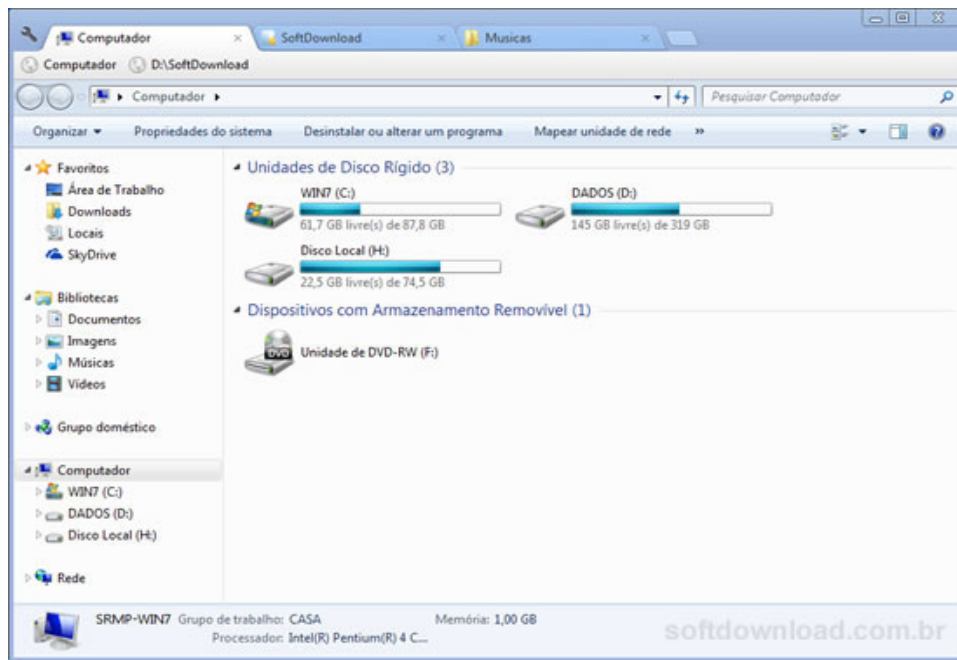 Computador SoftDownload Musicas
Computador D:\SoftDownload
Computador Pesquisar Computador
Organizar Propriedades do sistema Desinstalar ou alterar um programa Mapear unidade de rede »
Favoritos
Área de Trabalho
Downloads
Locais
SkyDrive
Bibliotecas
Documentos
Imagens
Músicas
Vídeos
Grupo doméstico
Computador
WIN7 (C:)
DADOS (D:)
Disco Local (H:)
Rede
Unidades de Disco Rígido (3)
WIN7 (C:)
61,7 GB livre(s) de 87,8 GB
DADOS (D:)
145 GB livre(s) de 319 GB
Disco Local (H:)
22,5 GB livre(s) de 74,5 GB
Dispositivos com Armazenamento Removível (1)
DVD
Unidade de DVD-RW (F:)
SRMP-WIN7 Grupo de trabalho: CASA Memória: 1,00 GB
Processador: Intel(R) Pentium(R) 4 C...
softdownload.com.br